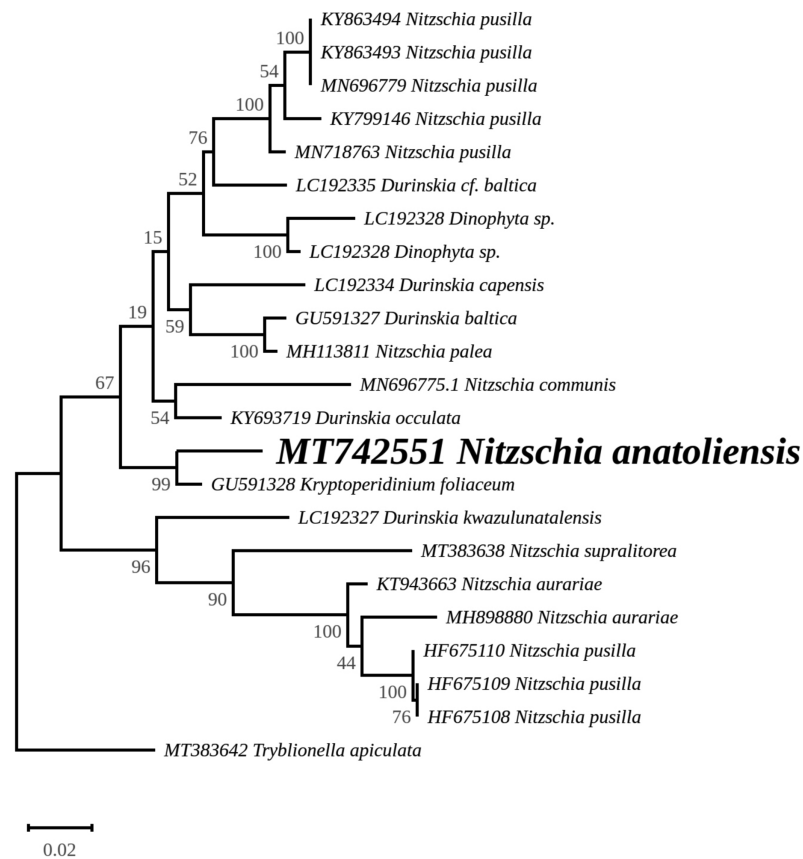 KY863494 Nitzschia pusilla
100
KY863493 Nitzschia pusilla
54
MN696779 Nitzschia pusilla
100
KY799146 Nitzschia pusilla
76
MN718763 Nitzschia pusilla
52
LC192335 Durinskia cf. baltica
LC192328 Dinophyta sp.
15
100
LC192328 Dinophyta sp.
LC192334 Durinskia capensis
19
59
GU591327 Durinskia baltica
100
MH113811 Nitzschia palea
67
MN696775.1 Nitzschia communis
54
KY693719 Durinskia occulata
MT742551 Nitzschia anatoliensis
99
GU591328 Kryptoperidinium foliaceum
LC192327 Durinskia kwazulunatalensis
96
MT383638 Nitzschia supralitorea
90
KT943663 Nitzschia aurariae
MH898880 Nitzschia aurariae
100
HF675110 Nitzschia pusilla
44
HF675109 Nitzschia pusilla
100
76
HF675108 Nitzschia pusilla
MT383642 Tryblionella apiculata
0.02